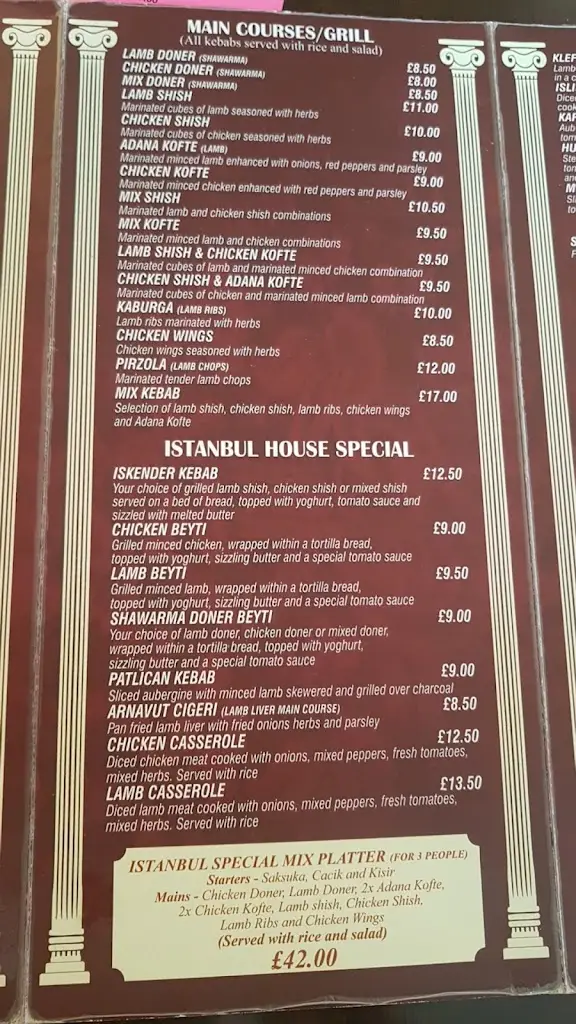 MAIN COURSES/GRILL
(All kebabs served with rice and salad)
LAMB DONER (SHAWARMA) £8.50
CHICKEN DONER (SHAWARMA) £8.00
MIX DONER (SHAWARMA) £8.50
LAMB SHISH £11.00
Marinated cubes of lamb seasoned with herbs
CHICKEN SHISH £10.00
Marinated cubes of chicken seasoned with herbs
ADANA KOFTE (LAMB) £9.00
Marinated minced lamb enhanced with onions, red peppers and parsley
CHICKEN KOFTE £9.00
Marinated minced chicken enhanced with red peppers and parsley
MIX SHISH £10.50
Marinated lamb and chicken shish combinations
MIX KOFTE £9.50
Marinated minced lamb and chicken combinations
LAMB SHISH & CHICKEN KOFTE £9.50
Marinated cubes of lamb and marinated minced chicken combination
CHICKEN SHISH & ADANA KOFTE £9.50
Marinated cubes of chicken and marinated minced lamb combination
KABURGA (LAMB RIBS) £10.00
Lamb ribs marinated with herbs
CHICKEN WINGS £8.50
Chicken wings seasoned with herbs
PIRZOLA (LAMB CHOPS) £12.00
Marinated tender lamb chops
MIX KEBAB £17.00
Selection of lamb shish, chicken shish, lamb ribs, chicken wings
and Adana Kofte
ISTANBUL HOUSE SPECIAL
ISKENDER KEBAB £12.50
Your choice of grilled lamb shish, chicken shish or mixed shish
served on a bed of bread, topped with yoghurt, tomato sauce and
sizzled with melted butter
CHICKEN BEYTI £9.00
Grilled minced chicken, wrapped within a tortilla bread,
topped with yoghurt, sizzling butter and a special tomato sauce
LAMB BEYTI £9.50
Grilled minced lamb, wrapped within a tortilla bread,
topped with yoghurt, sizzling butter and a special tomato sauce
SHAWARMA DONER BEYTI £9.00
Your choice of lamb doner, chicken doner or mixed doner,
wrapped within a tortilla bread, topped with yoghurt,
sizzling butter and a special tomato sauce
PATLICAN KEBAB £9.00
Sliced aubergine with minced lamb skewered and grilled over charcoal
ARNAVUT CIGERI (LAMB LIVER MAIN COURSE) £8.50
Pan fried lamb liver with fried onions herbs and parsley
CHICKEN CASSEROLE £12.50
Diced chicken meat cooked with onions, mixed peppers, fresh tomatoes,
mixed herbs. Served with rice
LAMB CASSEROLE £13.50
Diced lamb meat cooked with onions, mixed peppers, fresh tomatoes,
mixed herbs. Served with rice
ISTANBUL SPECIAL MIX PLATTER (FOR 3 PEOPLE)
Starters - Saksuka, Cacik and Kisir
Mains - Chicken Doner, Lamb Doner, 2x Adana Kofte,
2x Chicken Kofte, Lamb shish, Chicken Shish,
Lamb Ribs and Chicken Wings
(Served with rice and salad)
£42.00